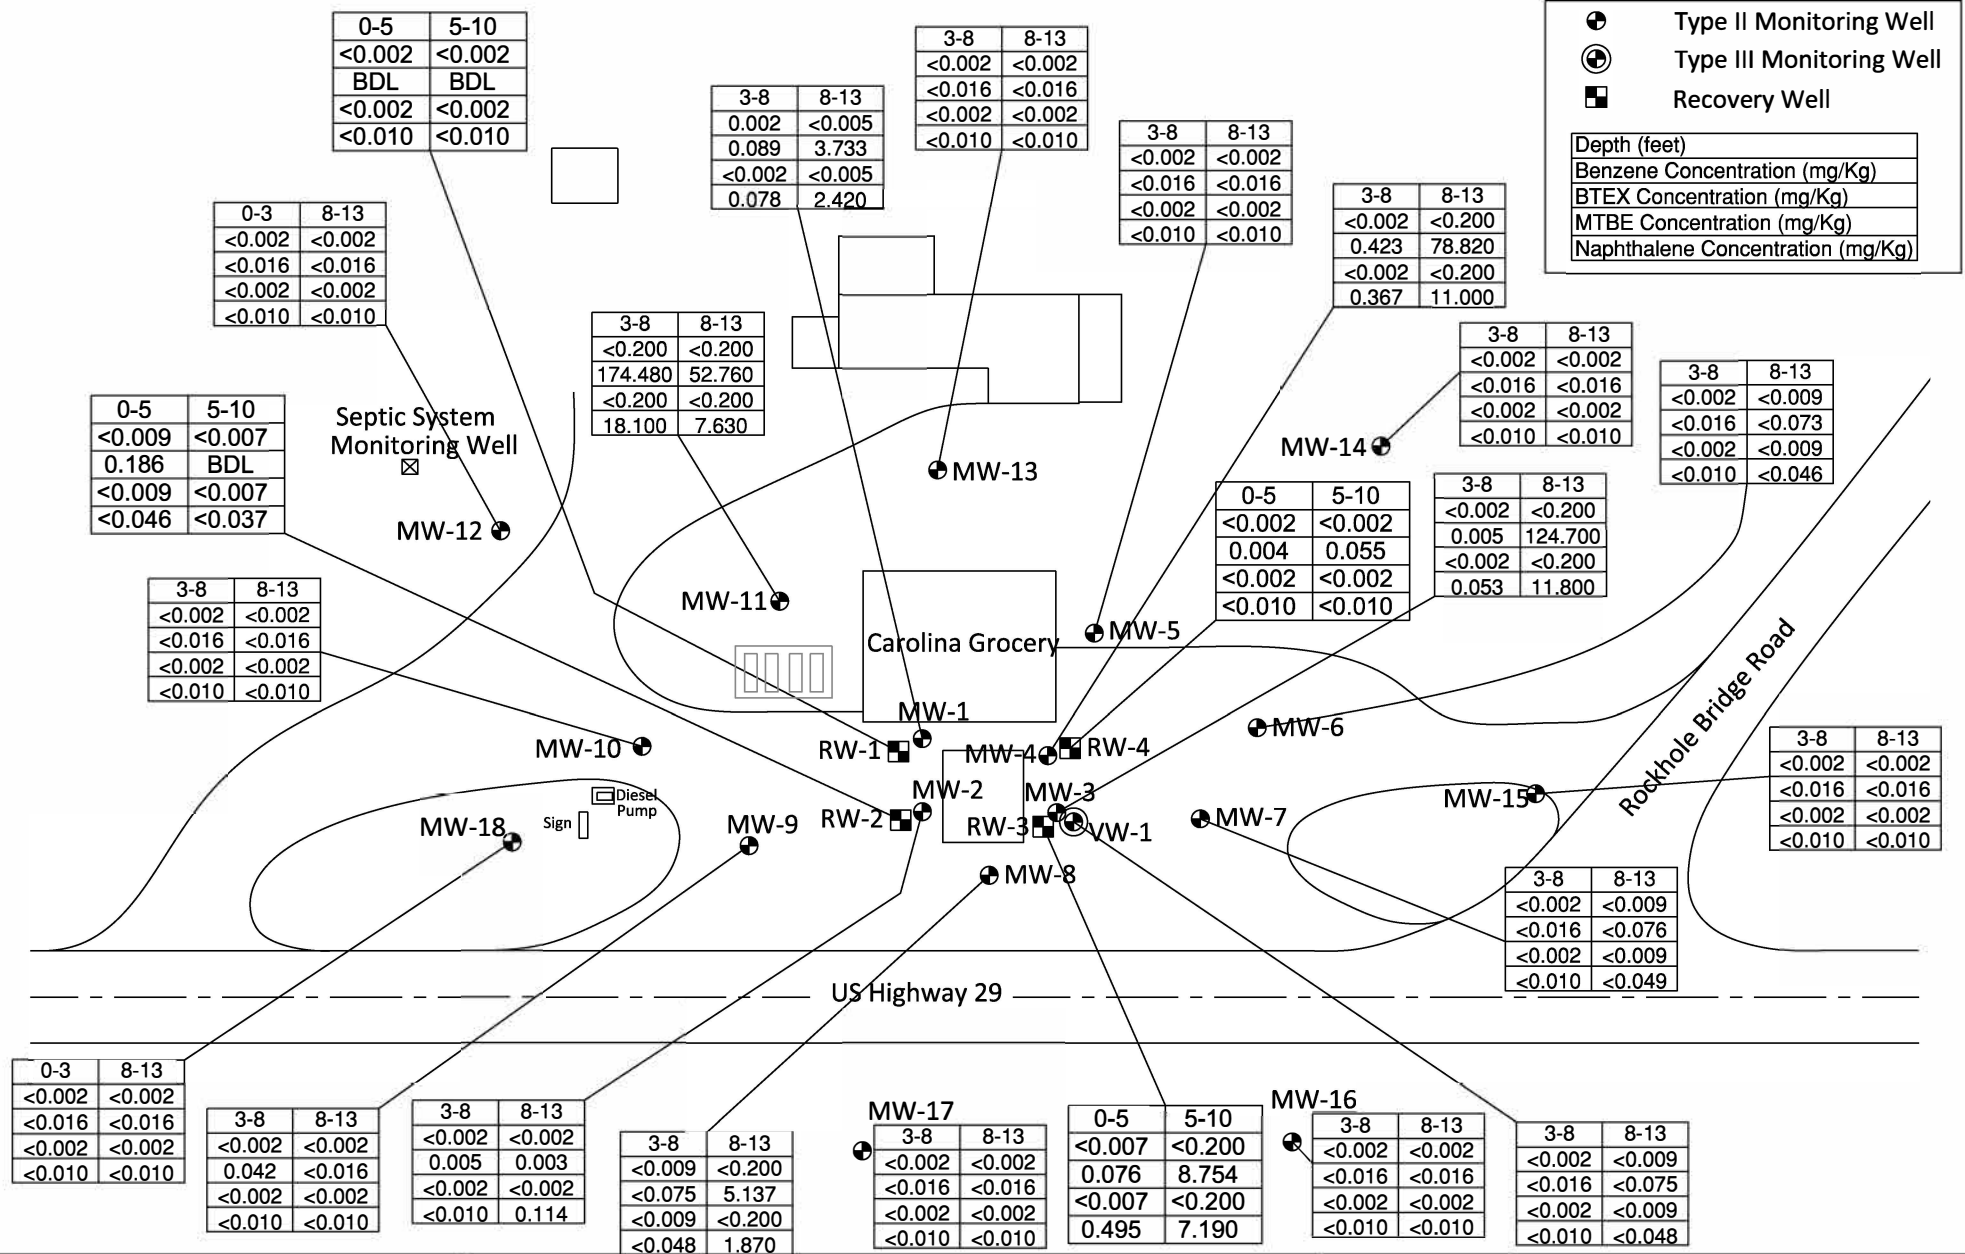 Type II Monitoring Well
Type III Monitoring Well
Recovery Well
Depth (feet)
Benzene Concentration (mg/Kg)
BTEX Concentration (mg/Kg)
MTBE Concentration (mg/Kg)
Naphthalene Concentration (mg/Kg)
0-5 5-10
<0.002 <0.002
BDL BDL
<0.002 <0.002
<0.010 <0.010
3-8 8-13
0.002 <0.005
0.089 3.733
<0.002 <0.005
0.078 2.420
3-8 8-13
<0.002 <0.002
<0.016 <0.016
<0.002 <0.002
<0.010 <0.010
3-8 8-13
<0.002 <0.002
<0.016 <0.016
<0.002 <0.002
<0.010 <0.010
3-8 8-13
<0.002 <0.200
0.423 78.820
<0.002 <0.200
0.367 11.000
0-3 8-13
<0.002 <0.002
<0.016 <0.016
<0.002 <0.002
<0.010 <0.010
3-8 8-13
<0.200 <0.200
174.480 52.760
<0.200 <0.200
18.100 7.630
3-8 8-13
<0.002 <0.002
<0.016 <0.016
<0.002 <0.002
<0.010 <0.010
3-8 8-13
<0.002 <0.009
<0.016 <0.073
<0.002 <0.009
<0.010 <0.046
0-5 5-10
<0.009 <0.007
0.186 BDL
<0.009 <0.007
<0.046 <0.037
Septic System
Monitoring Well
MW-12
MW-13
MW-14
0-5 5-10
<0.002 <0.002
0.004 0.055
<0.002 <0.002
<0.010 <0.010
3-8 8-13
<0.002 <0.200
0.005 124.700
<0.002 <0.200
0.053 11.800
3-8 8-13
<0.002 <0.002
<0.016 <0.016
<0.002 <0.002
<0.010 <0.010
MW-11
Carolina Grocery
MW-5
MW-1
MW-10
RW-1
MW-4
RW-4
MW-6
Rockhole Bridge Road
3-8 8-13
<0.002 <0.002
<0.016 <0.016
<0.002 <0.002
<0.010 <0.010
Diesel
Pump
Sign
MW-18
MW-9
MW-2
RW-2
MW-3
RW-3
VW-1
MW-7
MW-15
MW-8
3-8 8-13
<0.002 <0.009
<0.016 <0.076
<0.002 <0.009
<0.010 <0.049
US Highway 29
0-3 8-13
<0.002 <0.002
<0.016 <0.016
<0.002 <0.002
<0.010 <0.010
3-8 8-13
<0.002 <0.002
0.042 <0.016
<0.002 <0.002
<0.010 <0.010
3-8 8-13
<0.002 <0.002
0.005 0.003
<0.002 <0.002
<0.010 0.114
3-8 8-13
<0.009 <0.200
<0.075 5.137
<0.009 <0.200
<0.048 1.870
MW-17
3-8 8-13
<0.002 <0.002
<0.016 <0.016
<0.002 <0.002
<0.010 <0.010
0-5 5-10
<0.007 <0.200
0.076 8.754
<0.007 <0.200
0.495 7.190
MW-16
3-8 8-13
<0.002 <0.002
<0.016 <0.016
<0.002 <0.002
<0.010 <0.010
3-8 8-13
<0.002 <0.009
<0.016 <0.075
<0.002 <0.009
<0.010 <0.048